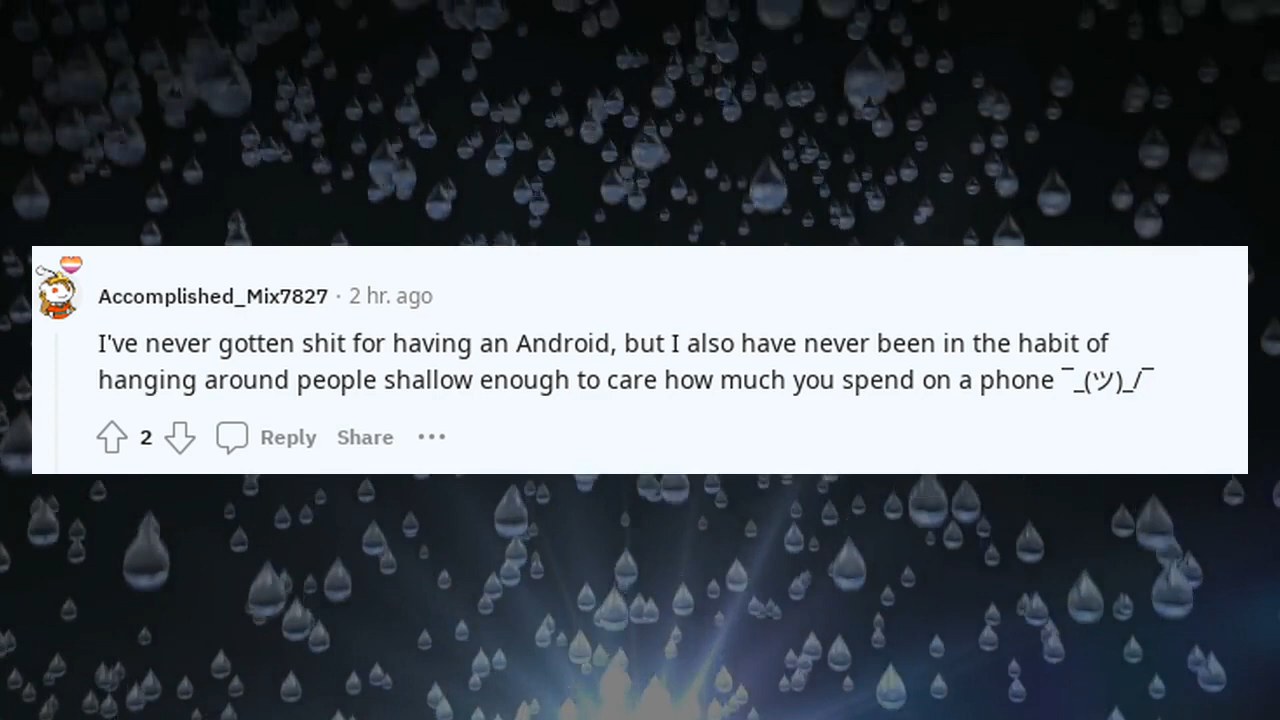 Accomplished_Mix7827 · 2 hr. ago
I've never gotten shit for having an Android, but I also have never been in the habit of
hanging around people shallow enough to care how much you spend on a phone ¯_(ツ)_/¯
2 Reply Share ···